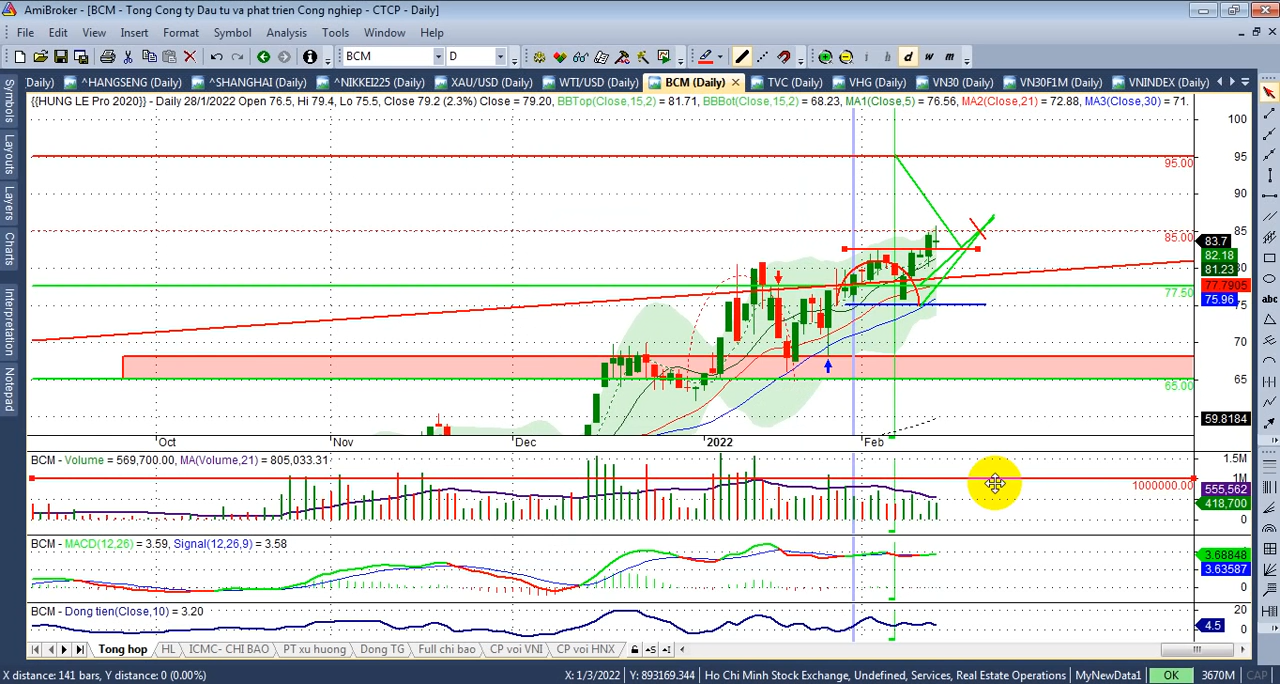 AmiBroker - [BCM - Tong Cong ty Dau tu va phat trien Cong nghiep - CTCP - Daily]
File Edit View Insert Format Symbol Analysis Tools Window Help
BCM D i h d w m
Daily) ^HANGSENG (Daily) ^SHANGHAI (Daily) ^NIKKEI225 (Daily) XAU/USD (Daily) WTI/USD (Daily) BCM (Daily) TVC (Daily) VHG (Daily) VN30 (Daily) VN30F1M (Daily) VNINDEX (Daily)
{{HUNG LE Pro 2020}} - Daily 28/1/2022 Open 76.5, Hi 79.4, Lo 75.5, Close 79.2 (2.3%) Close = 79.20, BBTop(Close,15,2) = 81.71, BBBot(Close,15,2) = 68.23, MA1(Close,5) = 76.56, MA2(Close,21) = 72.88, MA3(Close,30) = 71.
Symbols
Layouts
Layers
Charts
Interpretation
Notepad
abc
100
95
95.00
90
85
85.00
83.7
82.18
81.23
80
77.7905
77.50
75.96
75
70
65
65.00
59.8184
Oct Nov Dec 2022 Feb
BCM - Volume = 569,700.00, MA(Volume,21) = 805,033.31
1.5M
1M
1000000.00
555,562
418,700
0
BCM - MACD(12,26) = 3.59, Signal(12,26,9) = 3.58
3.68848
3.63587
0
BCM - Dong tien(Close,10) = 3.20
20
4.5
0
Tong hop HL ICMC- CHI BAO PT xu huong Dong TG Full chi bao CP voi VNI CP voi HNX
X distance: 141 bars, Y distance: 0 (0.00%) X: 1/3/2022 Y: 893169.344 Ho Chi Minh Stock Exchange, Undefined, Services, Real Estate Operations MyNewData1 OK 3670M CAP